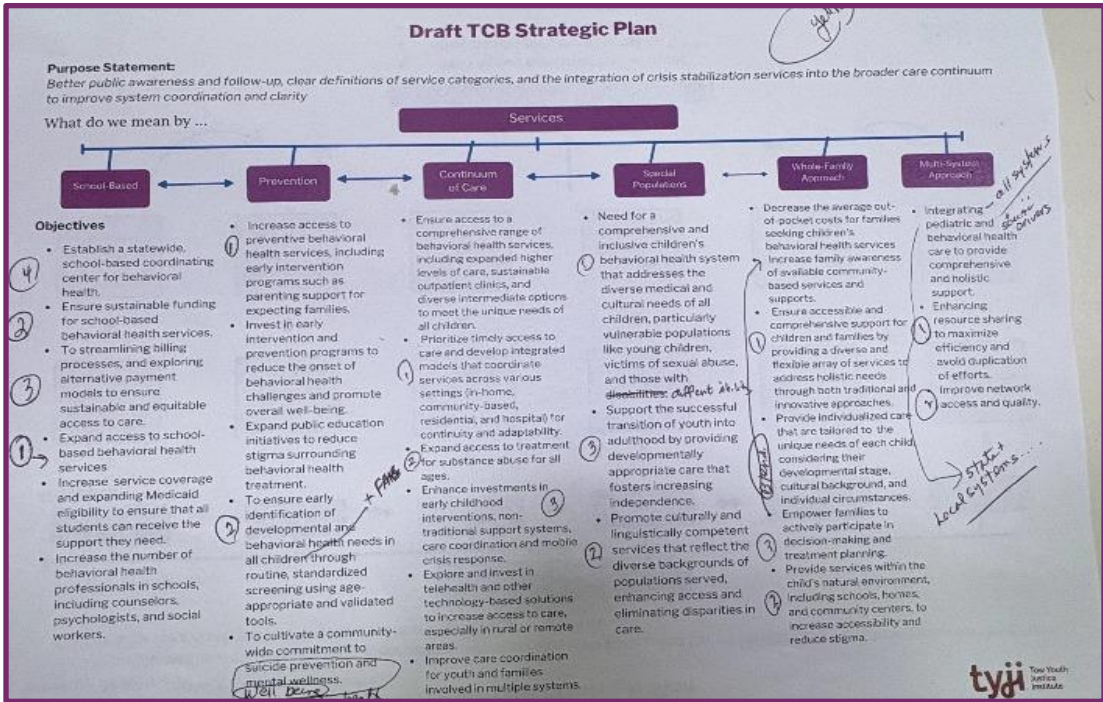 Draft TCB Strategic Plan
Purpose Statement:
Better public awareness and follow-up, clear definitions of service categories, and the integration of crisis stabilization services into the broader care continuum
to improve system coordination and clarity
What do we mean by ...
Services
School-Based
Prevention
Continuum
of Care
Special
Populations
Whole-Family
Approach
Multi-System
Approach
Objectives
• Establish a statewide,
school-based coordinating
center for behavioral
health.
• Ensure sustainable funding
for school-based
behavioral health services.
• To streamlining billing
processes, and exploring
alternative payment
models to ensure
sustainable and equitable
access to care.
• Expand access to school-
based behavioral health
services
• Increase service coverage
and expanding Medicaid
eligibility to ensure that all
students can receive the
support they need.
• Increase the number of
behavioral health
professionals in schools,
including counselors,
psychologists, and social
workers.
4
2
3
1
• Increase access to
preventive behavioral
health services, including
early intervention
programs such as
parenting support for
expecting families.
• Invest in early
intervention and
prevention programs to
reduce the onset of
behavioral health
challenges and promote
overall well-being.
• Expand public education
initiatives to reduce
stigma surrounding
behavioral health
treatment.
• To ensure early
identification of
developmental and
behavioral health needs in
all children through
routine, standardized
screening using age-
appropriate and validated
tools.
• To cultivate a community-
wide commitment to
suicide prevention and
mental wellness.
1
2
Well being
• Ensure access to a
comprehensive range of
behavioral health services,
including expanded higher
levels of care, sustainable
outpatient clinics, and
diverse intermediate options
to meet the unique needs of
all children.
• Prioritize timely access to
care and develop integrated
models that coordinate
services across various
settings (in-home,
community-based,
residential, and hospital) for
continuity and adaptability.
• Expand access to treatment
for substance abuse for all
ages.
• Enhance investments in
early childhood
interventions, non-
traditional support systems,
care coordination and mobile
crisis response.
• Explore and invest in
telehealth and other
technology-based solutions
to increase access to care,
especially in rural or remote
areas.
• Improve care coordination
for youth and families
involved in multiple systems.
1
2
3
• Need for a
comprehensive and
inclusive children's
behavioral health system
that addresses the
diverse medical and
cultural needs of all
children, particularly
vulnerable populations
like young children,
victims of sexual abuse,
and those with
disabilities.
• Support the successful
transition of youth into
adulthood by providing
developmentally
appropriate care that
fosters increasing
independence.
• Promote culturally and
linguistically competent
services that reflect the
diverse backgrounds of
populations served,
enhancing access and
eliminating disparities in
care.
1
3
2
• Decrease the average out-
of-pocket costs for families
seeking children's
behavioral health services
Increase family awareness
of available community-
based services and
supports.
• Ensure accessible and
comprehensive support for
children and families by
providing a diverse and
flexible array of services to
address holistic needs
through both traditional and
innovative approaches.
• Provide individualized care
that are tailored to the
unique needs of each child,
considering their
developmental stage,
cultural background, and
individual circumstances.
• Empower families to
actively participate in
decision-making and
treatment planning.
• Provide services within the
child's natural environment,
including schools, homes,
and community centers, to
increase accessibility and
reduce stigma.
1
3
2
• Integrating
pediatric and
behavioral health
care to provide
comprehensive
and holistic
support.
• Enhancing
resource sharing
to maximize
efficiency and
avoid duplication
of efforts.
• Improve network
access and quality.
1
2
all systems
drivers
state +
local systems...
tyji Tow Youth
Justice
Institute